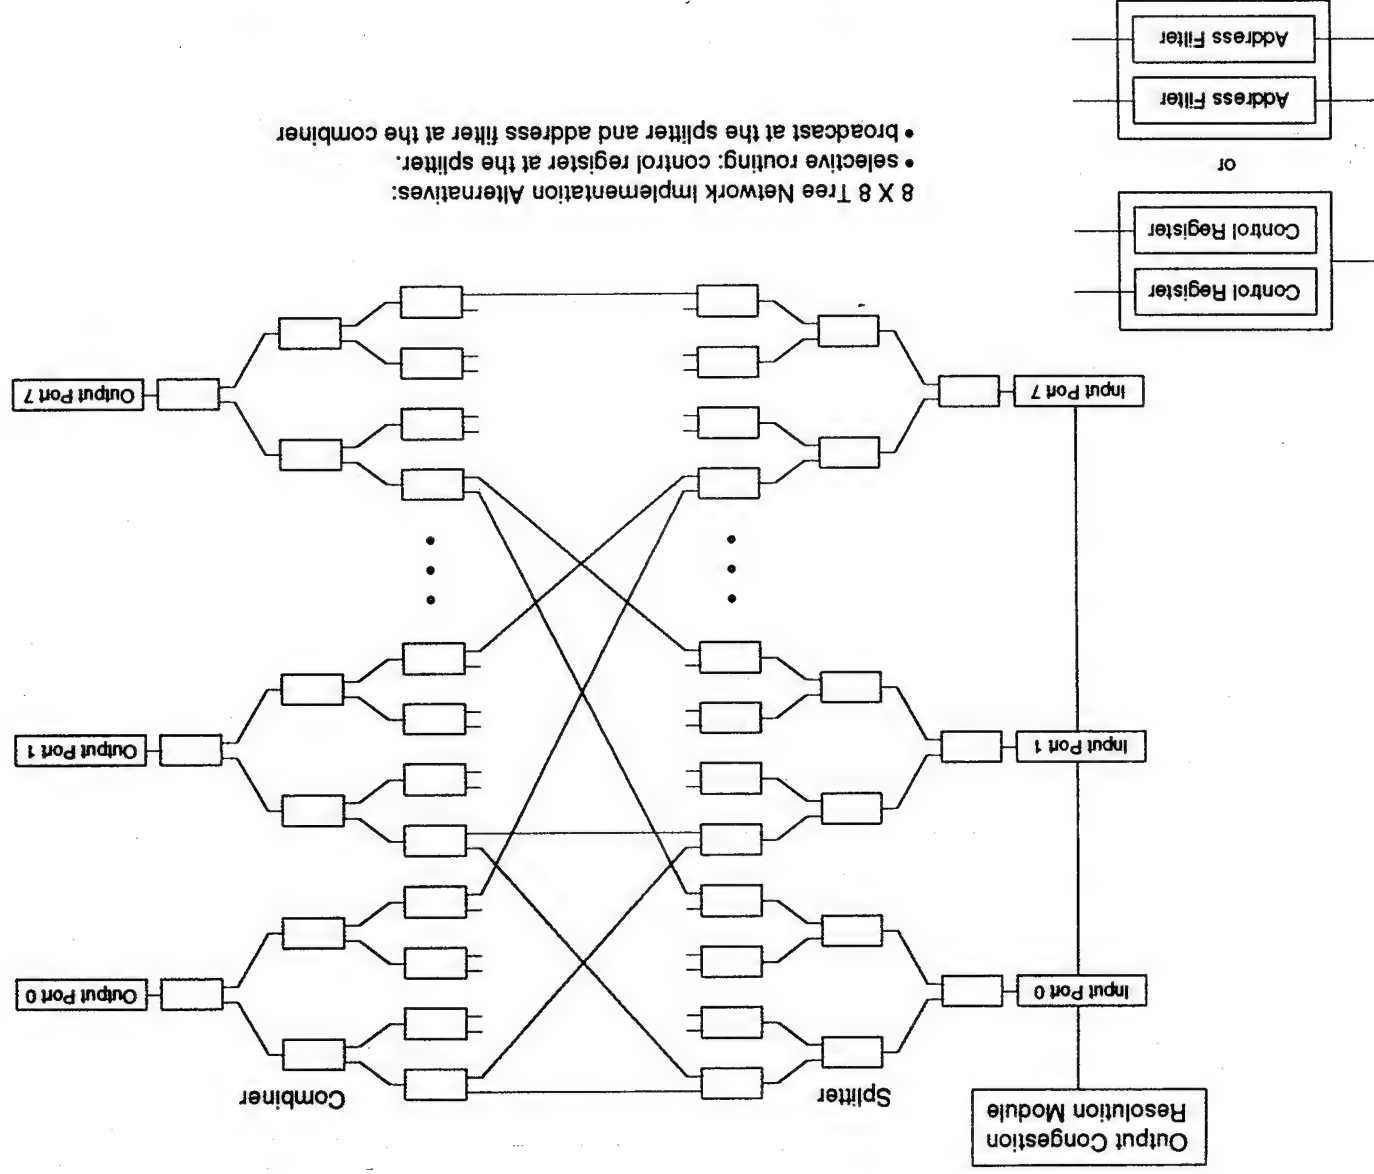 Output Congestion
Resolution Module
Splitter
Combiner
Input Port 0
Output Port 0
Input Port 1
Output Port 1
Input Port 7
Output Port 7
Control Register
Control Register
or
Address Filter
Address Filter
8 X 8 Tree Network Implementation Alternatives:
• selective routing: control register at the splitter.
• broadcast at the splitter and address filter at the combiner